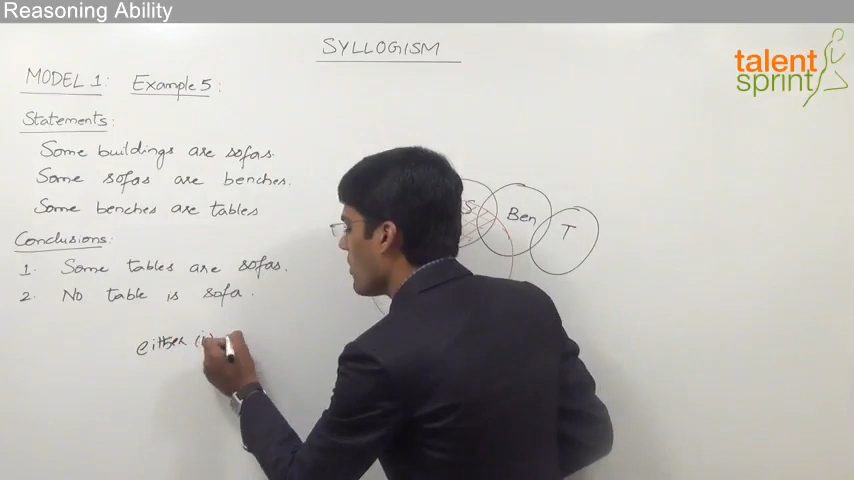 Reasoning Ability
SYLLOGISM
talent
sprint
MODEL 1: Example 5:
Statements:
Some buildings are sofas.
Some sofas are benches.
Some benches are tables
Conclusions:
1. Some tables are sofas.
2. No table is sofa.
S Ben T
either (i)